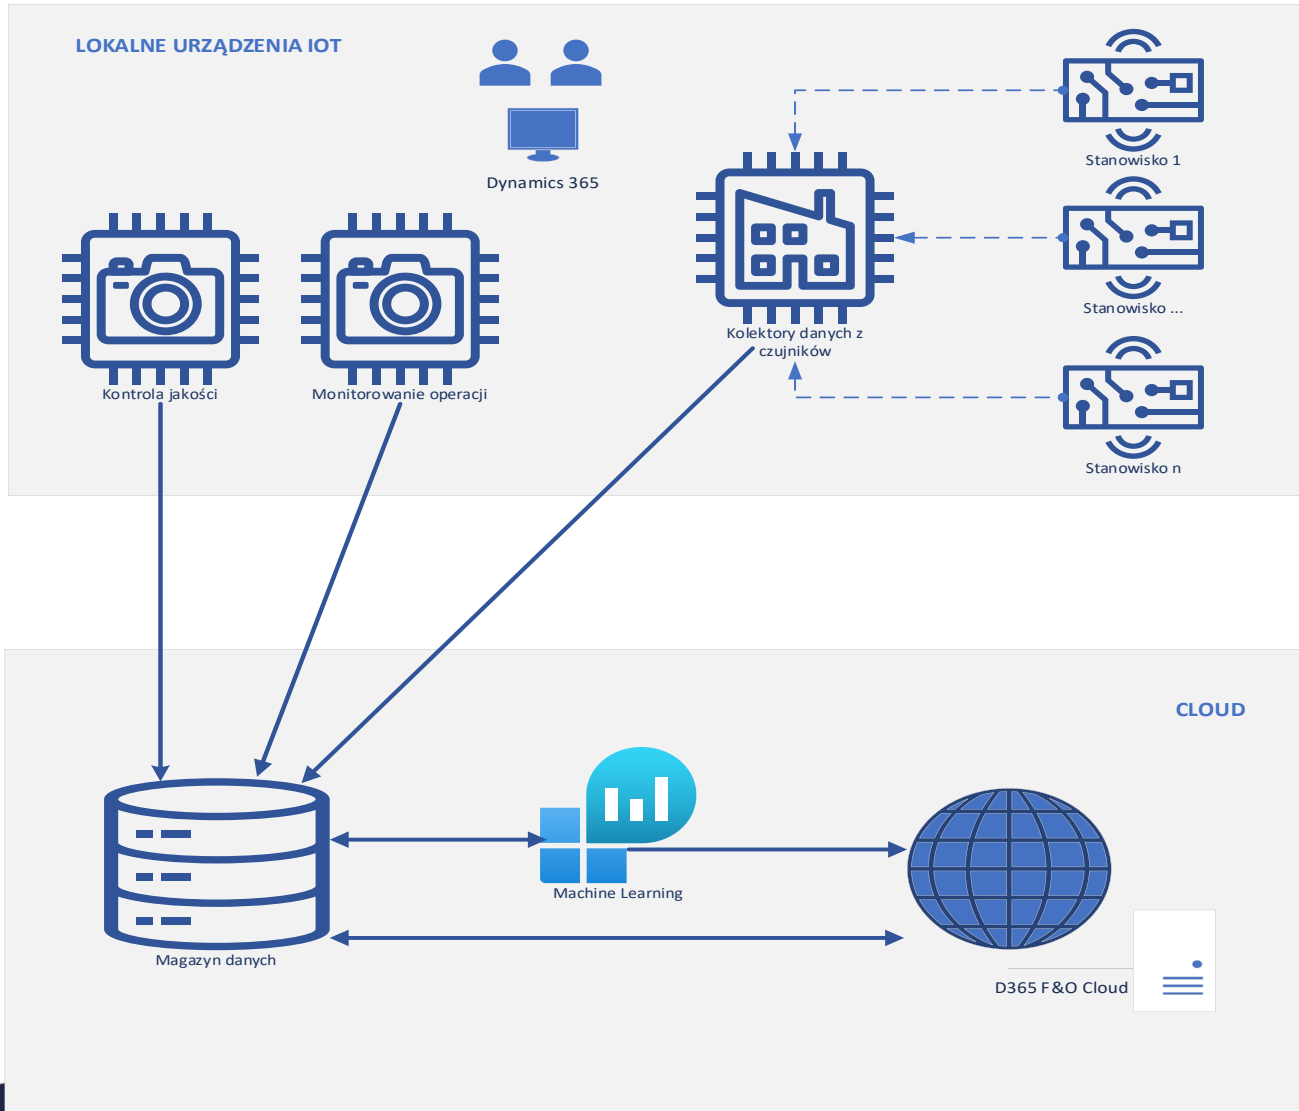 LOKALNE URZĄDZENIA IOT
Dynamics 365
Stanowisko 1
Stanowisko ...
Stanowisko n
Kolektory danych z
czujników
Kontrola jakości
Monitorowanie operacji
CLOUD
Machine Learning
Magazyn danych
D365 F&O Cloud